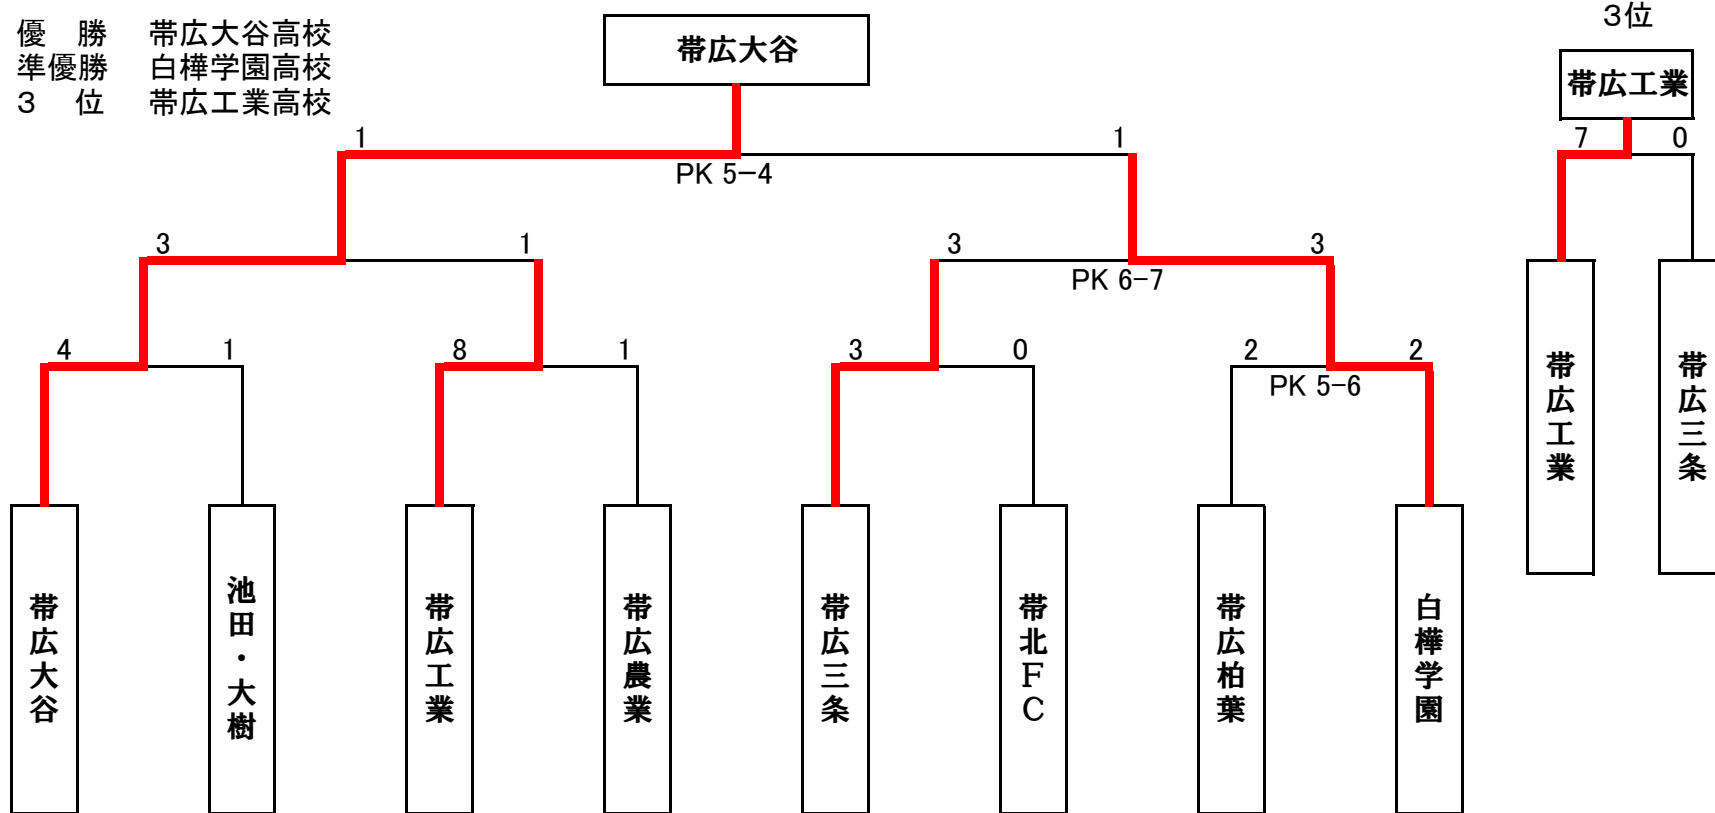 優　勝　帯広大谷高校
準優勝　白樺学園高校
３　位　帯広工業高校
帯広大谷
３位
帯広工業
1 1
PK 5-4
7 0
3 1 3 3
PK 6-7
4 1 8 1 3 0 2 2
PK 5-6
帯広工業
帯広三条
帯広大谷
池田・大樹
帯広工業
帯広農業
帯広三条
帯北ＦＣ
帯広柏葉
白樺学園